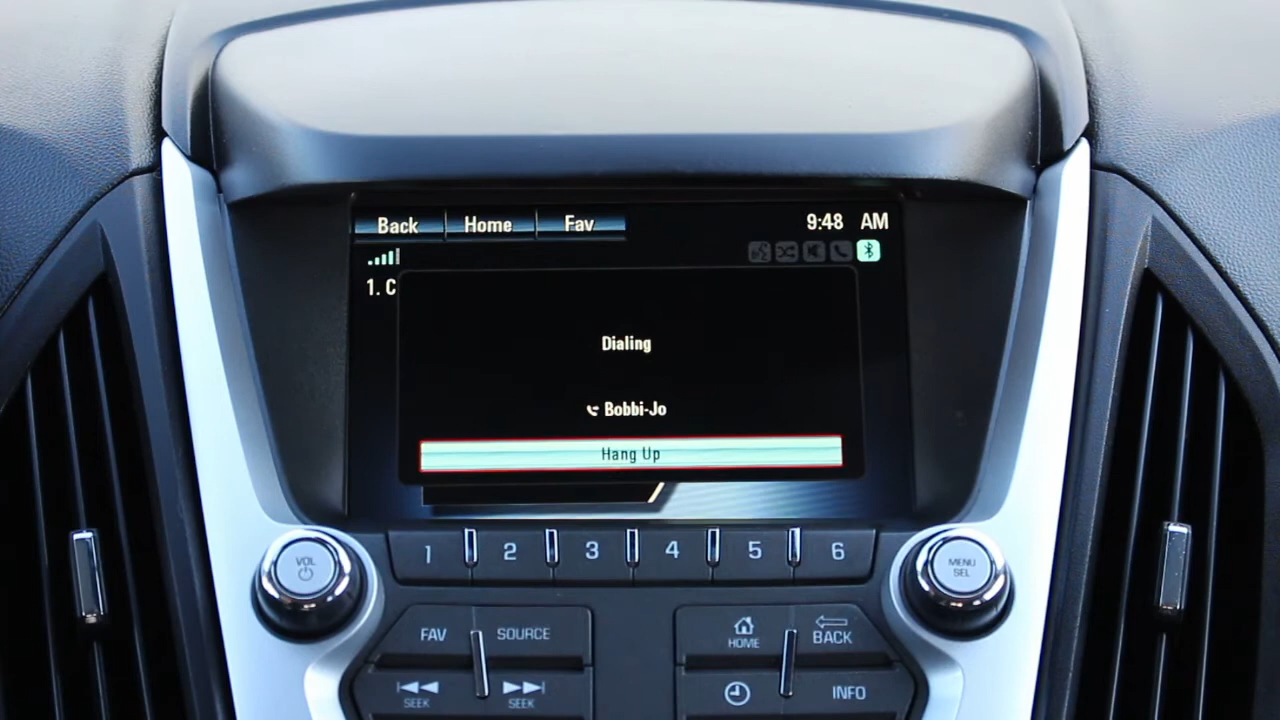 Back Home Fav 9:48 AM
1. C
Dialing
Bobbi-Jo
Hang Up
1 2 3 4 5 6
VOL
MENU
SEL
FAV SOURCE
HOME BACK
SEEK SEEK
INFO